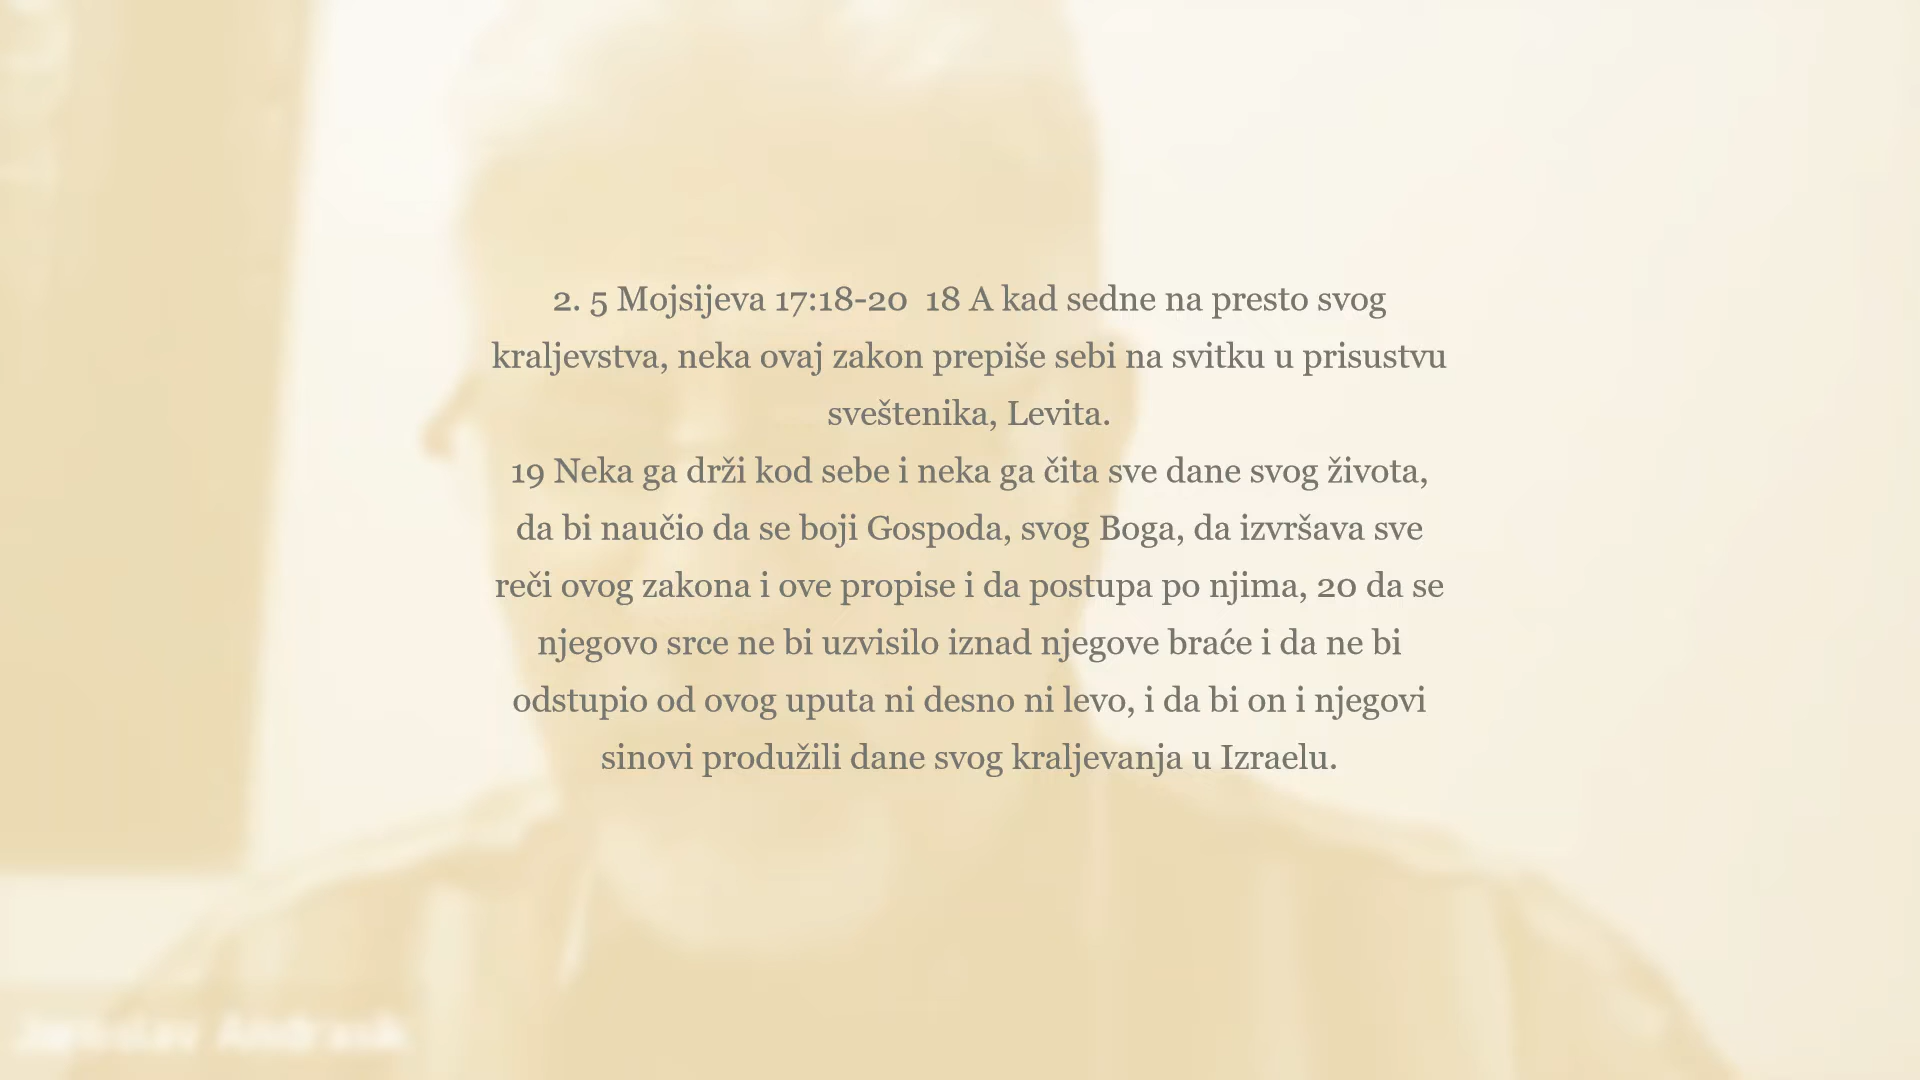 2. 5 Mojsijeva 17:18-20  18 A kad sedne na presto svog
kraljevstva, neka ovaj zakon prepiše sebi na svitku u prisustvu
sveštenika, Levita.
19 Neka ga drži kod sebe i neka ga čita sve dane svog života,
da bi naučio da se boji Gospoda, svog Boga, da izvršava sve
reči ovog zakona i ove propise i da postupa po njima, 20 da se
njegovo srce ne bi uzvisilo iznad njegove braće i da ne bi
odstupio od ovog uputa ni desno ni levo, i da bi on i njegovi
sinovi produžili dane svog kraljevanja u Izraelu.